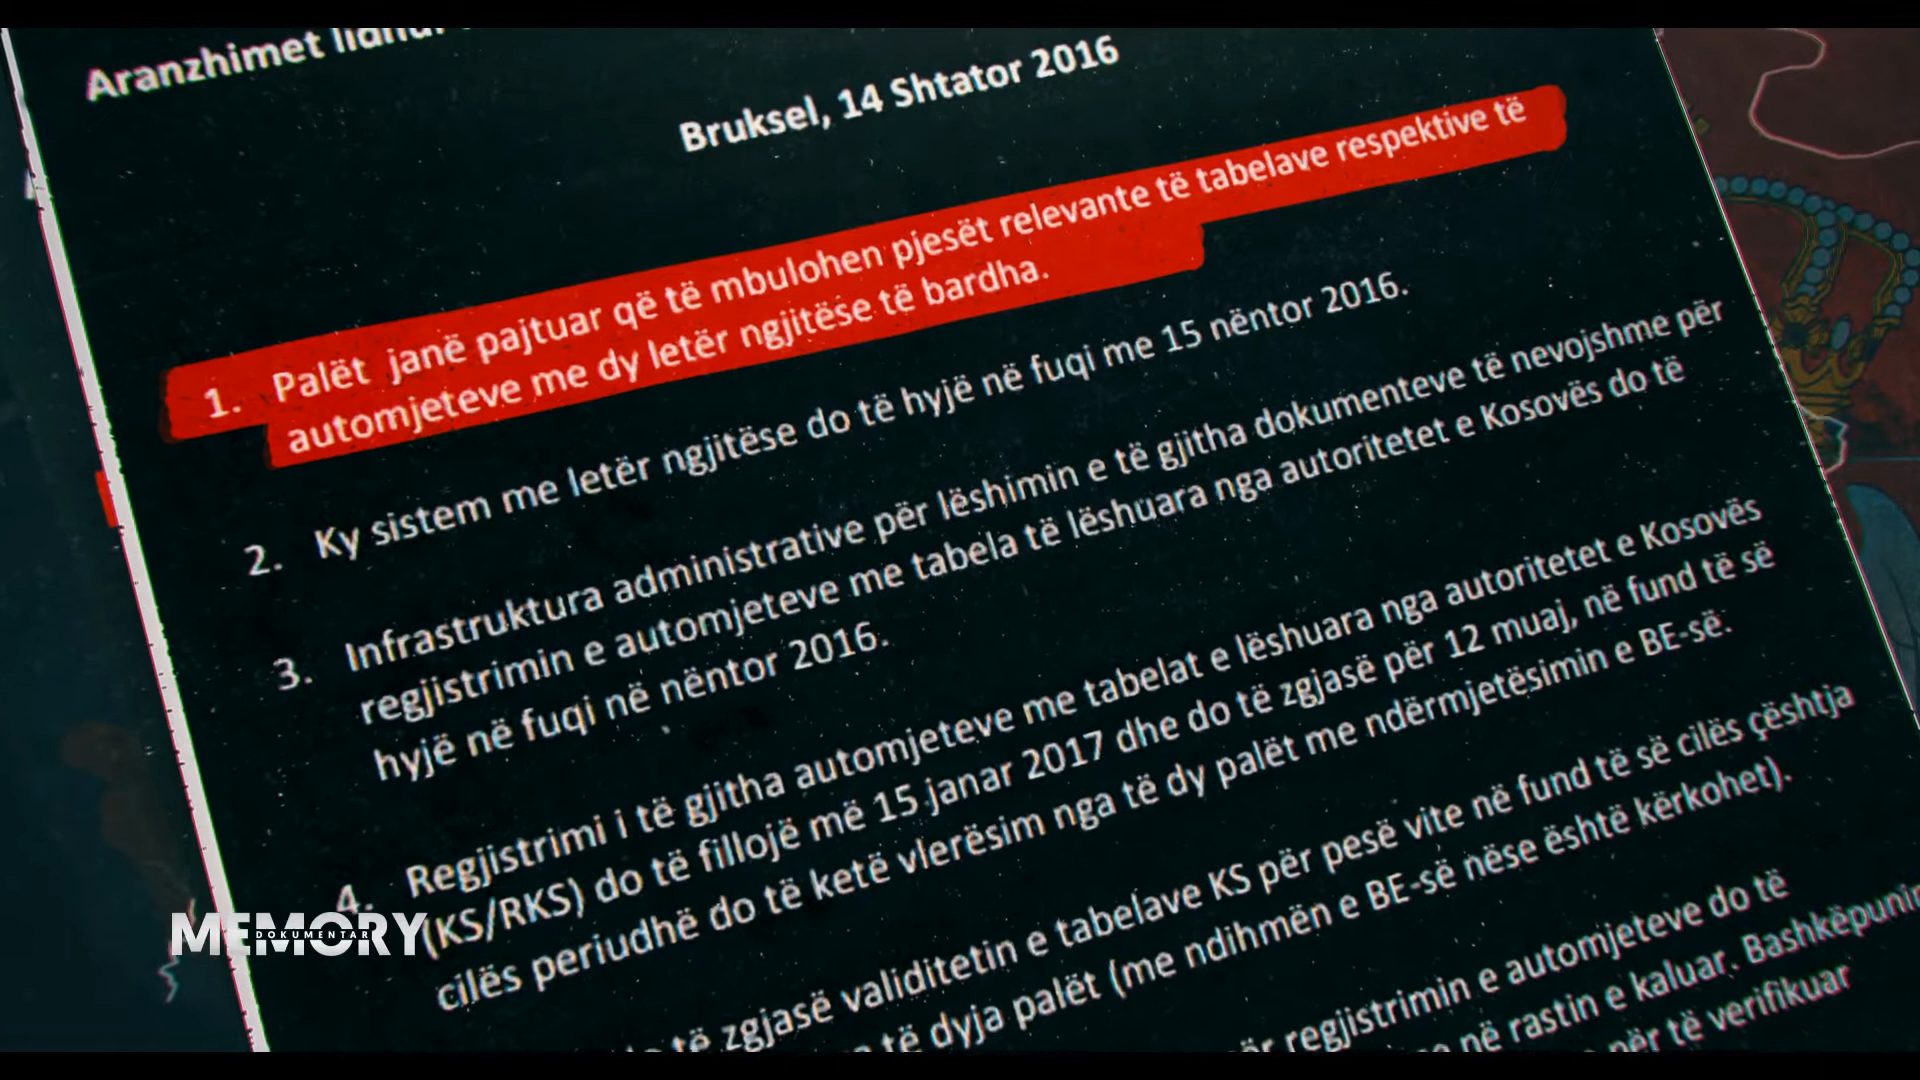 Aranzhimet
Bruksel, 14 Shtator 2016
1. Palët janë pajtuar që të mbulohen pjesët relevante të tabelave respektive të
automjeteve me dy letër ngjitëse të bardha.
2. Ky sistem me letër ngjitëse do të hyjë në fuqi me 15 nëntor 2016.
3. Infrastruktura administrative për lëshimin e të gjitha dokumenteve të nevojshme për
regjistrimin e automjeteve me tabela të lëshuara nga autoritetet e Kosovës do të
hyjë në fuqi në nëntor 2016.
4. Regjistrimi i të gjitha automjeteve me tabelat e lëshuara nga autoritetet e Kosovës
(KS/RKS) do të fillojë më 15 janar 2017 dhe do të zgjasë për 12 muaj, në fund të së
cilës periudhë do të ketë vlerësim nga të dy palët me ndërmjetësimin e BE-së.
të zgjasë validitetin e tabelave KS për pesë vite në fund të së cilës çështja
të dyja palët (me ndihmën e BE-së nëse është kërkohet).
regjistrimin e automjeteve do të
në rastin e kaluar. Bashkëpunim
për të verifikuar
MEMORY
DOKUMENTAR